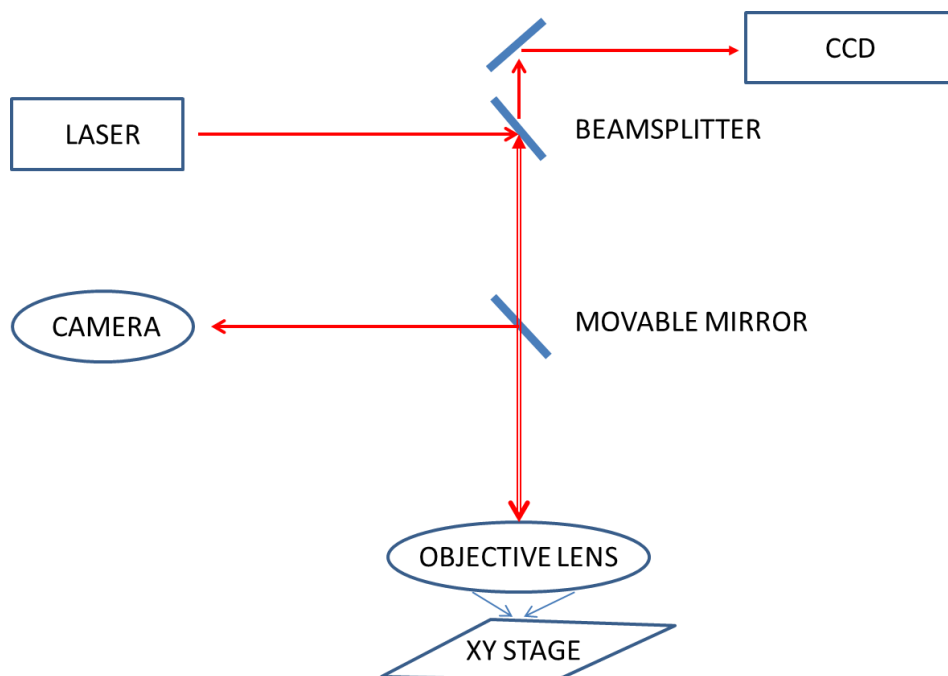 CCD
LASER
BEAMSPLITTER
CAMERA
MOVABLE MIRROR
OBJECTIVE LENS
XY STAGE